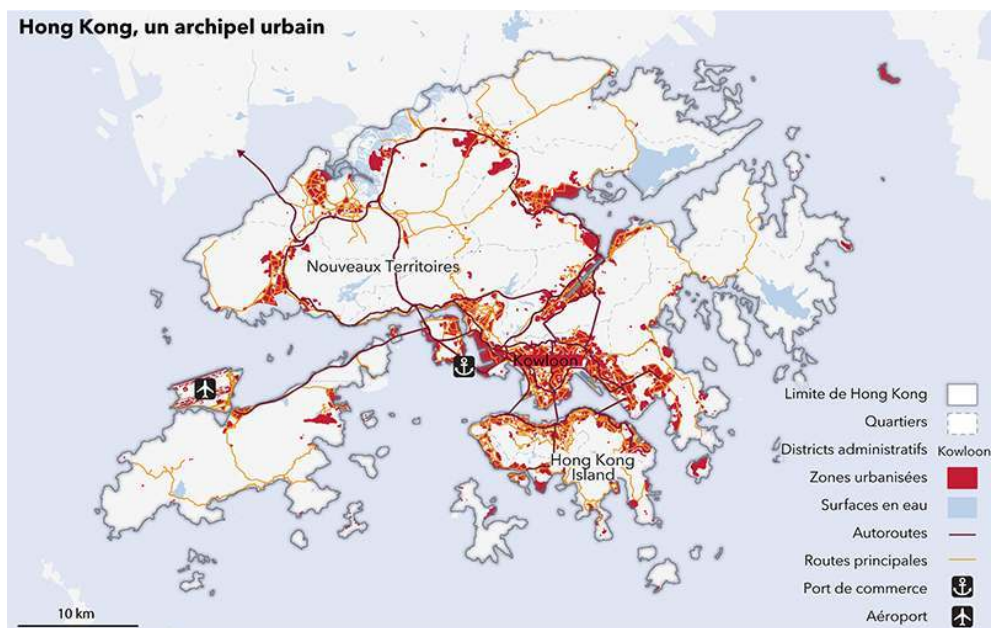 Hong Kong, un archipel urbain
Nouveaux Territoires
Kowloon
Hong Kong
Island
Limite de Hong Kong
Quartiers
Districts administratifs Kowloon
Zones urbanisées
Surfaces en eau
Autoroutes
Routes principales
Port de commerce
Aéroport
10 km